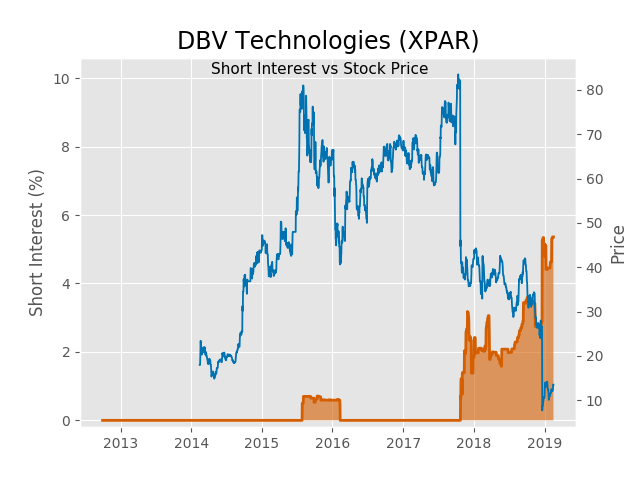 DBV Technologies (XPAR)
Short Interest vs Stock Price
Short Interest (%)
10
8
6
4
2
0
80
70
60
50
40
30
20
10
Price
2013 2014 2015 2016 2017 2018 2019